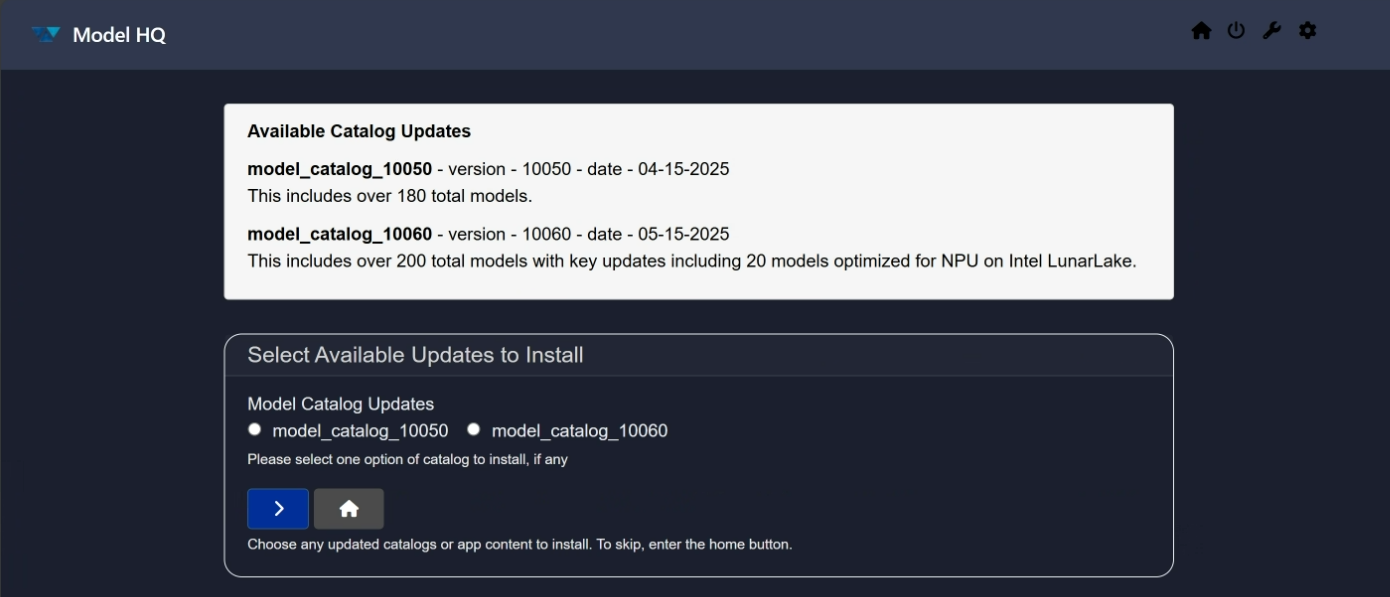 Model HQ
Available Catalog Updates
model_catalog_10050 - version - 10050 - date - 04-15-2025
This includes over 180 total models.
model_catalog_10060 - version - 10060 - date - 05-15-2025
This includes over 200 total models with key updates including 20 models optimized for NPU on Intel LunarLake.
Select Available Updates to Install
Model Catalog Updates
model_catalog_10050 model_catalog_10060
Please select one option of catalog to install, if any
Choose any updated catalogs or app content to install. To skip, enter the home button.